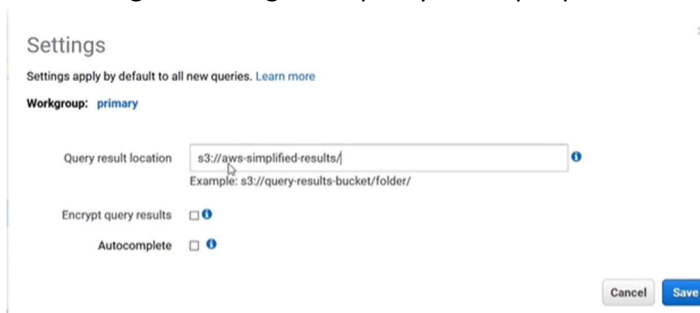 Settings
Settings apply by default to all new queries. Learn more
Workgroup: primary
Query result location s3://aws-simplified-results/
Example: s3://query-results-bucket/folder/
Encrypt query results
Autocomplete
Cancel Save